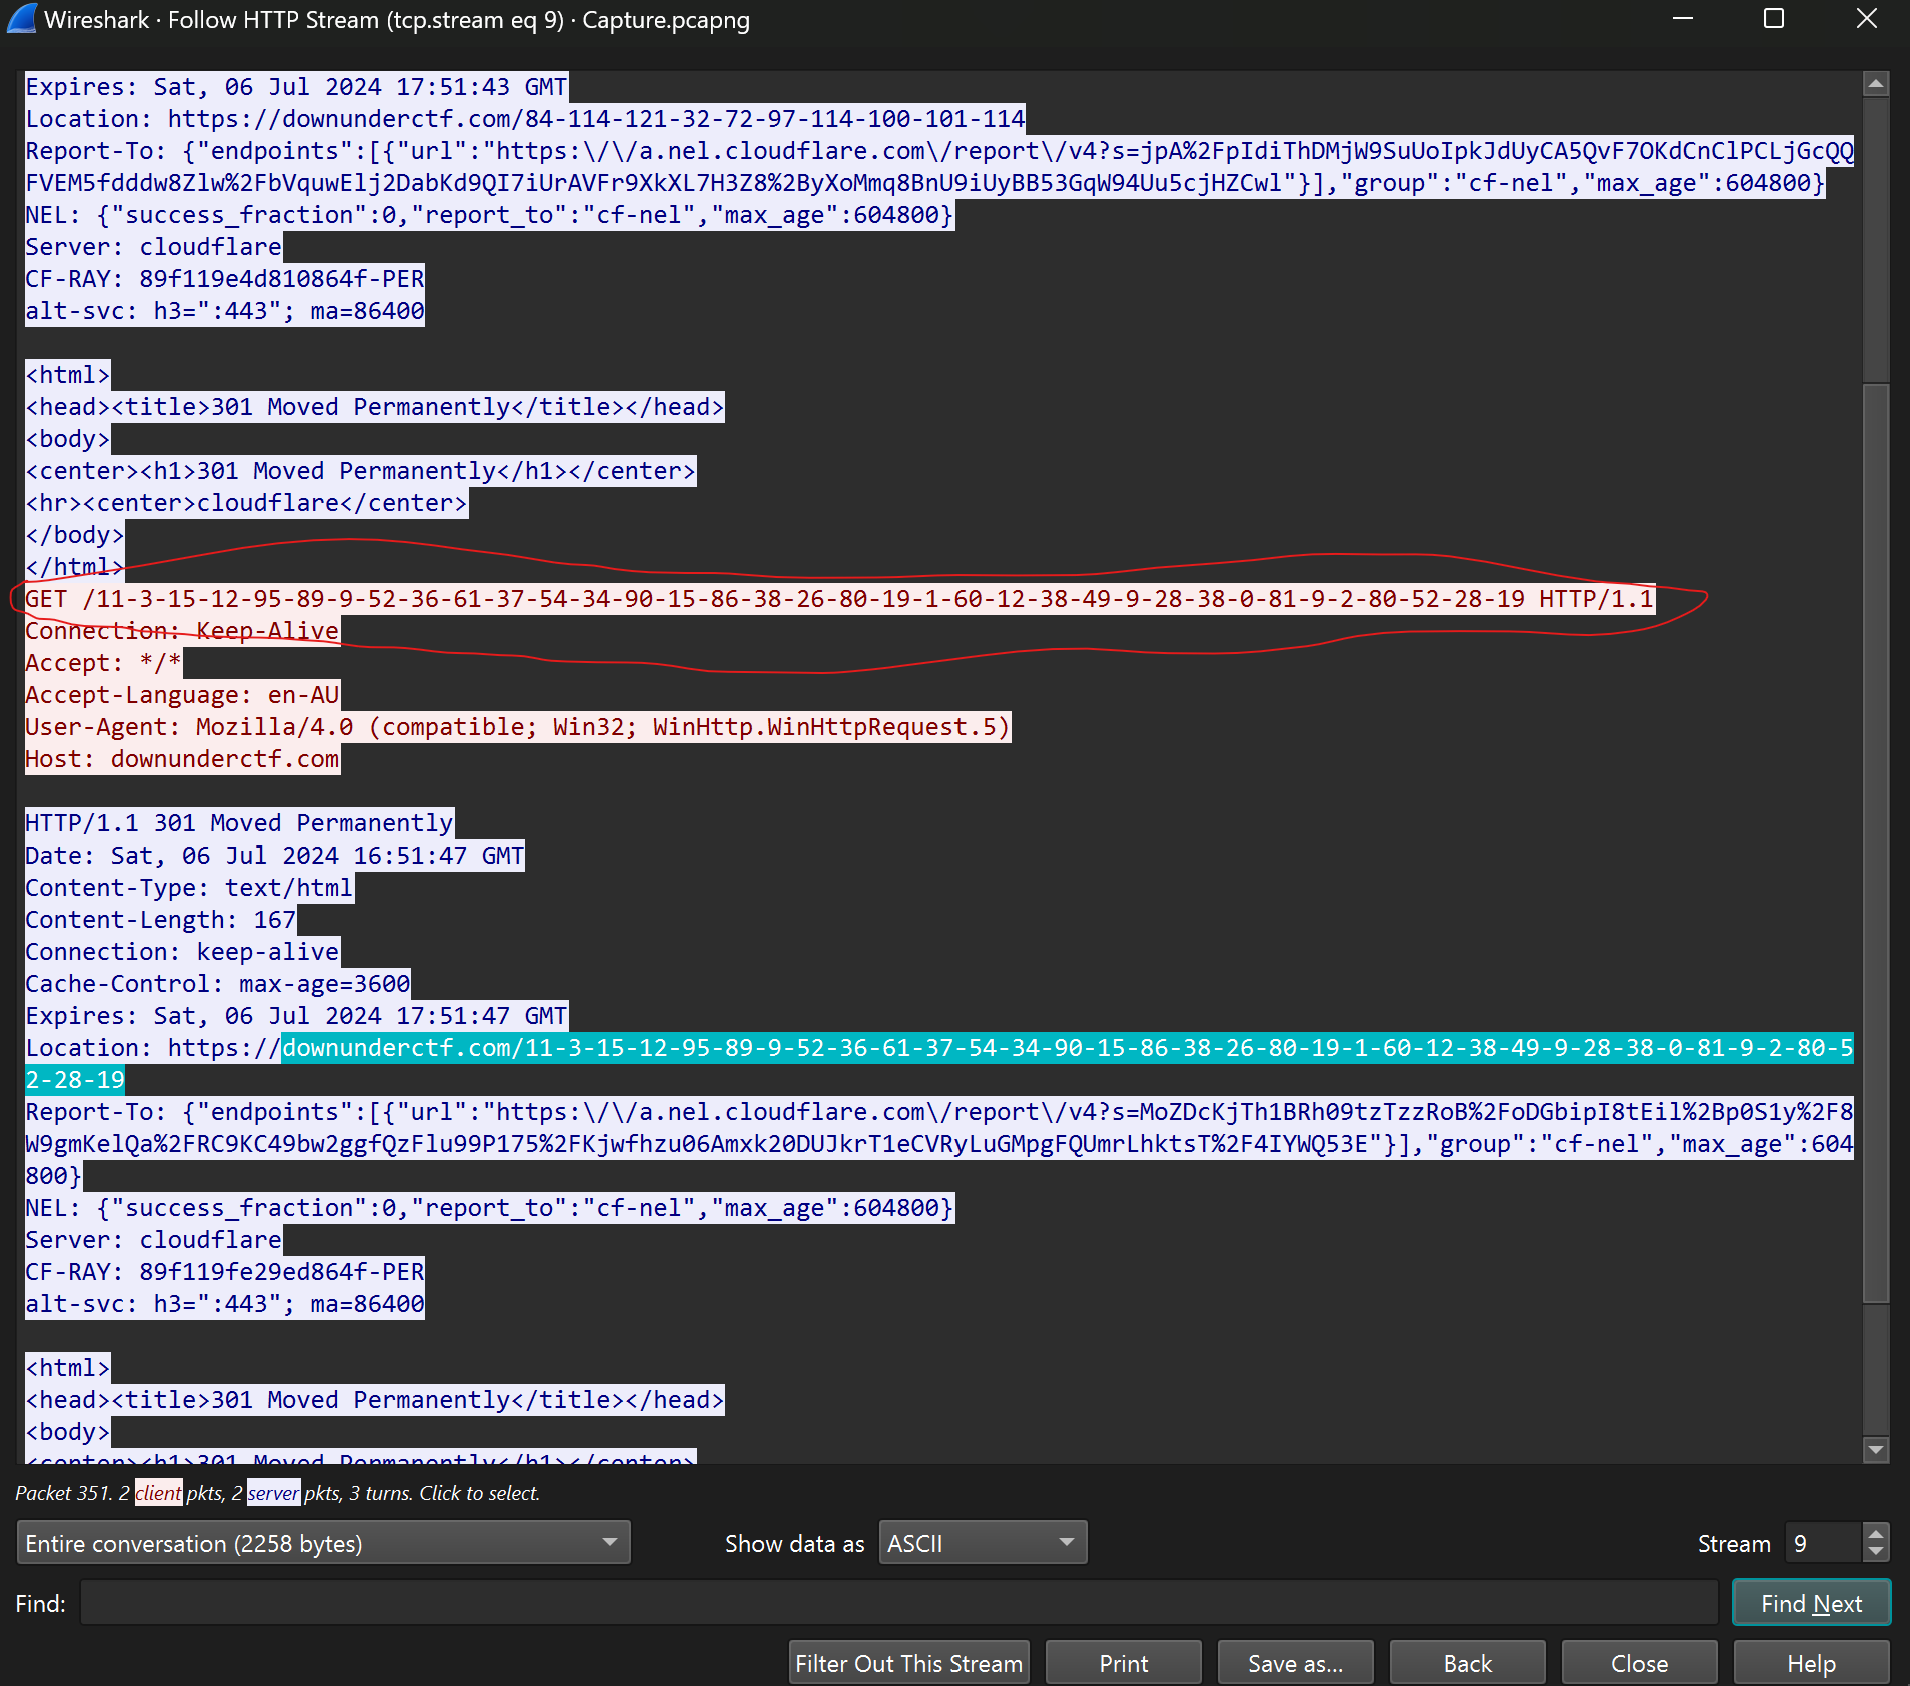 Wireshark · Follow HTTP Stream (tcp.stream eq 9) · Capture.pcapng
Expires: Sat, 06 Jul 2024 17:51:43 GMT
Location: https://downunderctf.com/84-114-121-32-72-97-114-100-101-114
Report-To: {"endpoints":[{"url":"https:\/\/a.nel.cloudflare.com\/report\/v4?s=jpA%2FpIdiThDMjW9SuUoIpkJdUyCA5QvF7OKdCnClPCLjGcQQ
FVEM5fdddw8Zlw%2FbVquwElj2DabKd9QI7iUrAVFr9XkXL7H3Z8%2ByXoMmq8BnU9iUyBB53GqW94Uu5cjHZCwl"}],"group":"cf-nel","max_age":604800}
NEL: {"success_fraction":0,"report_to":"cf-nel","max_age":604800}
Server: cloudflare
CF-RAY: 89f119e4d810864f-PER
alt-svc: h3=":443"; ma=86400
<html>
<head><title>301 Moved Permanently</title></head>
<body>
<center><h1>301 Moved Permanently</h1></center>
<hr><center>cloudflare</center>
</body>
</html>
GET /11-3-15-12-95-89-9-52-36-61-37-54-34-90-15-86-38-26-80-19-1-60-12-38-49-9-28-38-0-81-9-2-80-52-28-19 HTTP/1.1
Connection: Keep-Alive
Accept: */*
Accept-Language: en-AU
User-Agent: Mozilla/4.0 (compatible; Win32; WinHttp.WinHttpRequest.5)
Host: downunderctf.com
HTTP/1.1 301 Moved Permanently
Date: Sat, 06 Jul 2024 16:51:47 GMT
Content-Type: text/html
Content-Length: 167
Connection: keep-alive
Cache-Control: max-age=3600
Expires: Sat, 06 Jul 2024 17:51:47 GMT
Location: https://downunderctf.com/11-3-15-12-95-89-9-52-36-61-37-54-34-90-15-86-38-26-80-19-1-60-12-38-49-9-28-38-0-81-9-2-80-5
2-28-19
Report-To: {"endpoints":[{"url":"https:\/\/a.nel.cloudflare.com\/report\/v4?s=MoZDcKjTh1BRh09tzTzzRoB%2FoDGbipI8tEil%2Bp0S1y%2F8
W9gmKelQa%2FRC9KC49bw2ggfQzFlu99P175%2FKjwfhzu06Amxk20DUJkrT1eCVRyLuGMpgFQUmrLhktsT%2F4IYWQ53E"}],"group":"cf-nel","max_age":604
800}
NEL: {"success_fraction":0,"report_to":"cf-nel","max_age":604800}
Server: cloudflare
CF-RAY: 89f119fe29ed864f-PER
alt-svc: h3=":443"; ma=86400
<html>
<head><title>301 Moved Permanently</title></head>
<body>
<center><h1>301 Moved Permanently</h1></center>
Packet 351. 2 client pkts, 2 server pkts, 3 turns. Click to select.
Entire conversation (2258 bytes) Show data as ASCII Stream 9
Find: Find Next
Filter Out This Stream Print Save as... Back Close Help